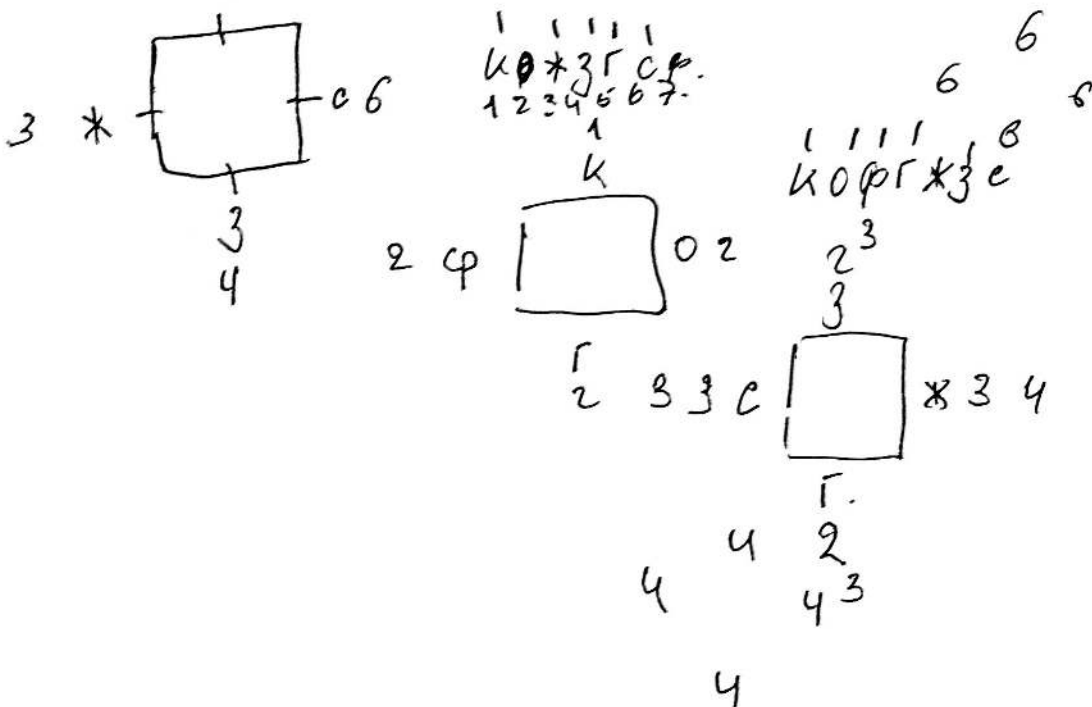 К О Ж З Г С Ф.
1 2 3 4 5 6 7.
3 Ж
С 6
З
4
1
К
2 Ф
О 2
Г
2
6
6
6
К О Ф Г Ж З С
2 3
З
3 3 С
Ж 3 4
Г.
2
4 3
4
4
4